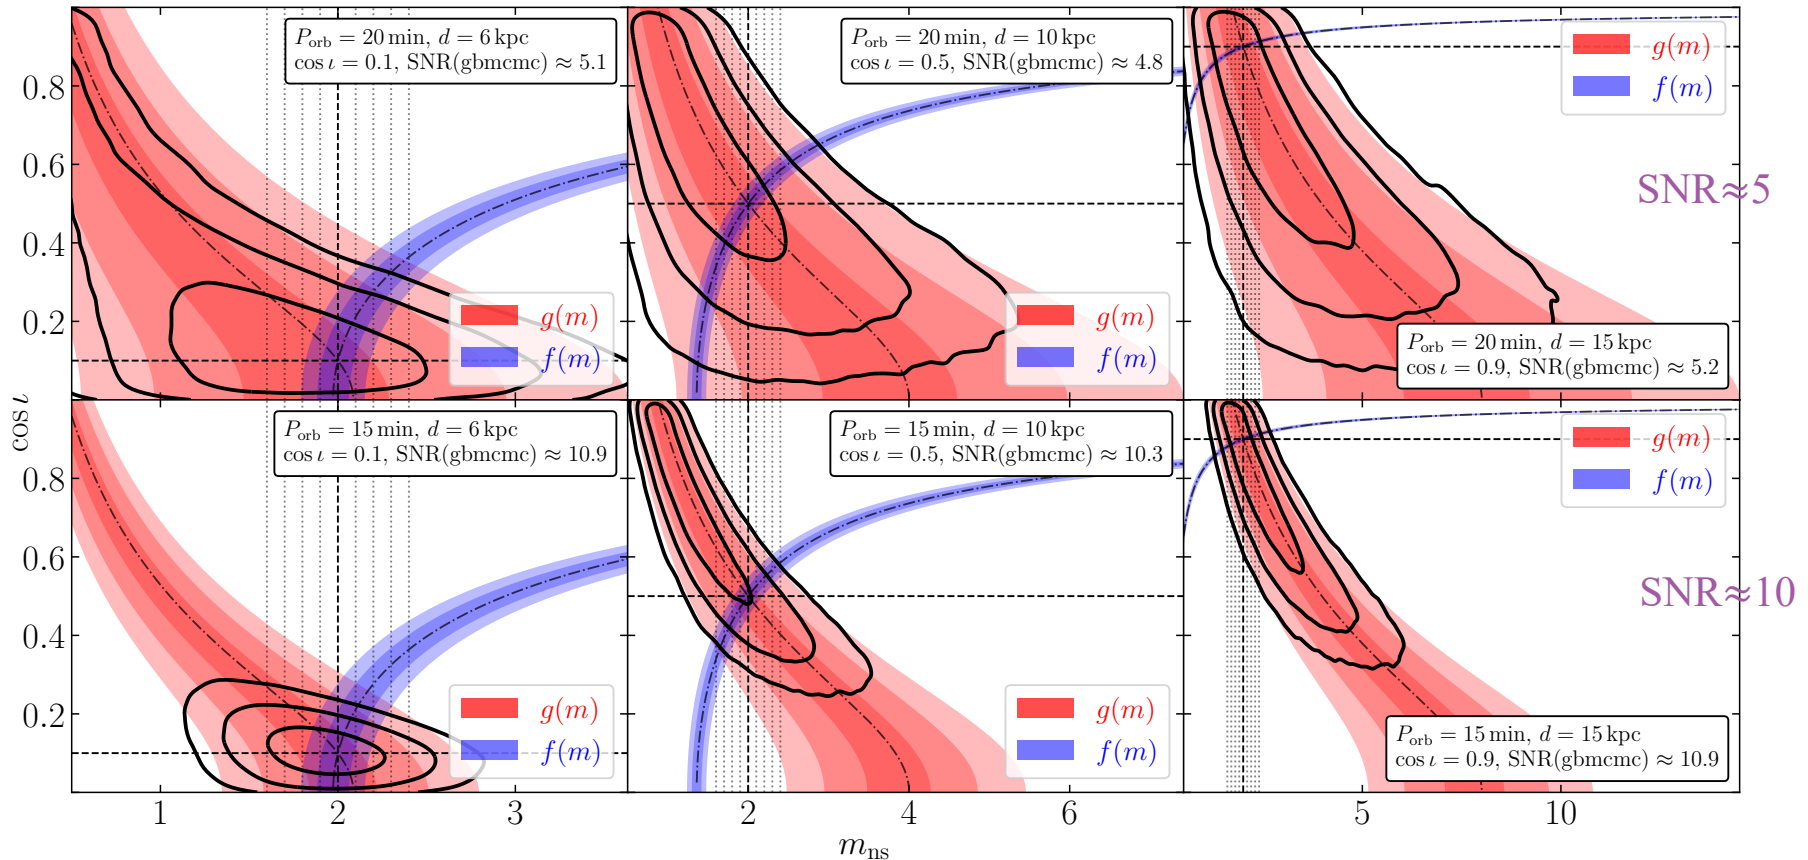 P_orb = 20 min, d = 6 kpc
cos ι = 0.1, SNR(gbmcmc) ≈ 5.1
g(m)
f(m)
P_orb = 20 min, d = 10 kpc
cos ι = 0.5, SNR(gbmcmc) ≈ 4.8
g(m)
f(m)
g(m)
f(m)
P_orb = 20 min, d = 15 kpc
cos ι = 0.9, SNR(gbmcmc) ≈ 5.2
SNR≈5
0.8
0.6
0.4
0.2
cos ι
P_orb = 15 min, d = 6 kpc
cos ι = 0.1, SNR(gbmcmc) ≈ 10.9
g(m)
f(m)
P_orb = 15 min, d = 10 kpc
cos ι = 0.5, SNR(gbmcmc) ≈ 10.3
g(m)
f(m)
g(m)
f(m)
P_orb = 15 min, d = 15 kpc
cos ι = 0.9, SNR(gbmcmc) ≈ 10.9
SNR≈10
0.8
0.6
0.4
0.2
1 2 3 2 4 6 5 10
m_ns